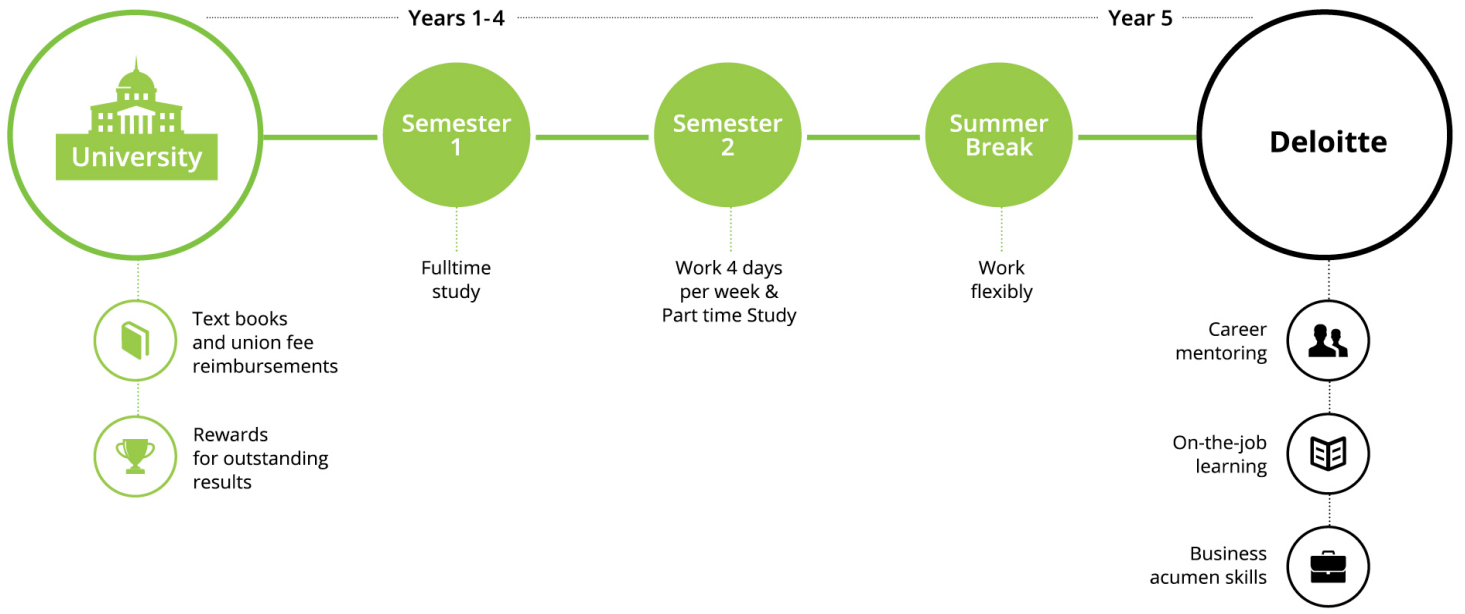 Years 1-4
Year 5
University
Semester
1
Semester
2
Summer
Break
Deloitte
Fulltime
study
Work 4 days
per week &
Part time Study
Work
flexibly
Text books
and union fee
reimbursements
Rewards
for outstanding
results
Career
mentoring
On-the-job
learning
Business
acumen skills